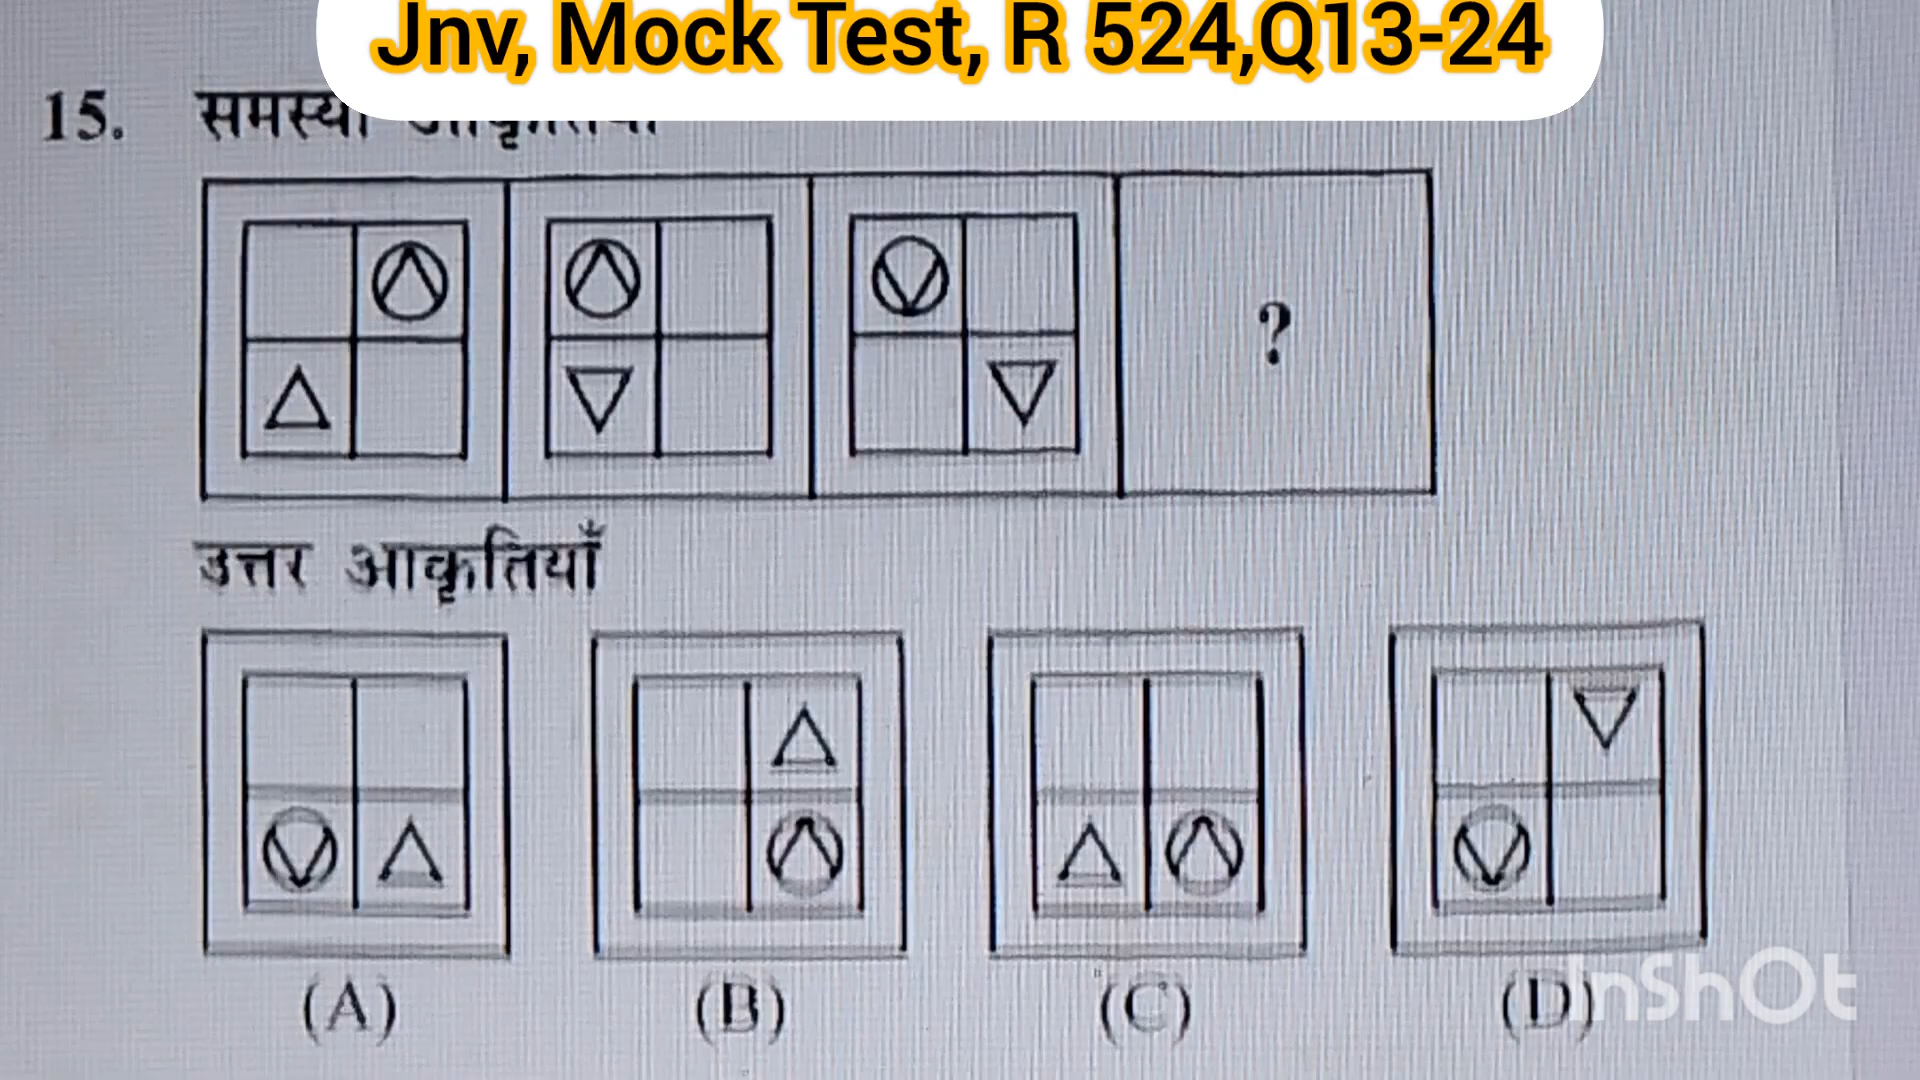 Jnv, Mock Test, R 524,Q13-24
15. समस्या
?
उत्तर आकृतियाँ
(A) (B) (C) (D)
InShOt